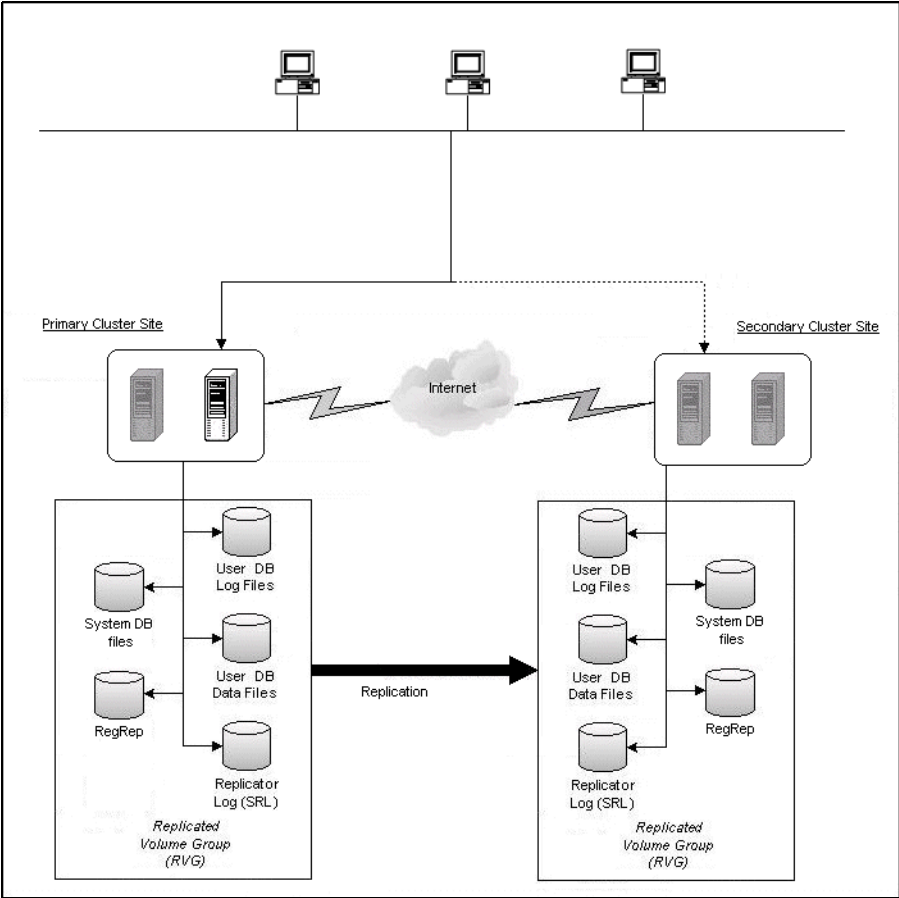 Primary Cluster Site
Secondary Cluster Site
Internet
User DB
Log Files
System DB
files
User DB
Data Files
RegRep
Replicator
Log (SRL)
Replicated
Volume Group
(RVG)
Replication
User DB
Log Files
System DB
files
User DB
Data Files
RegRep
Replicator
Log (SRL)
Replicated
Volume Group
(RVG)